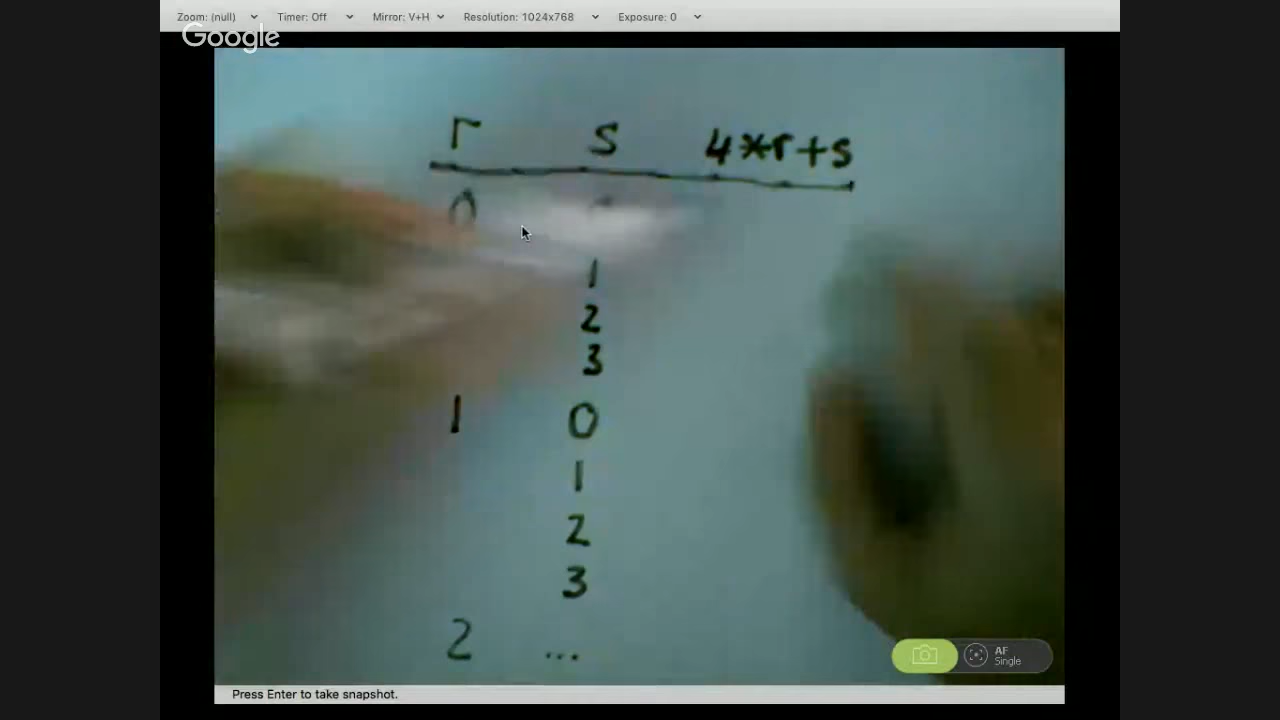 Zoom: (null) Timer: Off Mirror: V+H Resolution: 1024x768 Exposure: 0
Google
r s 4*r+s
0
1
2
3
1 0
1
2
3
2 ...
AF
Single
Press Enter to take snapshot.